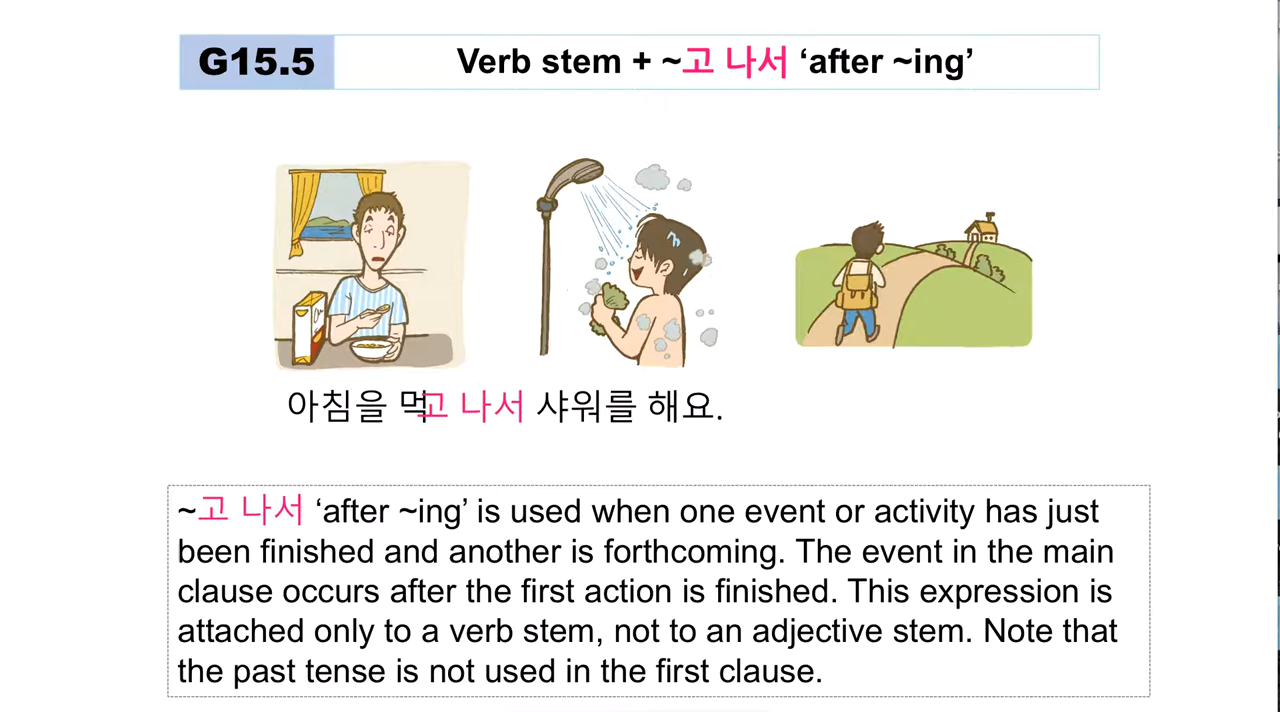 G15.5
Verb stem + ~고 나서 ‘after ~ing’
아침을 먹고 나서 샤워를 해요.
~고 나서 ‘after ~ing’ is used when one event or activity has just
been finished and another is forthcoming. The event in the main
clause occurs after the first action is finished. This expression is
attached only to a verb stem, not to an adjective stem. Note that
the past tense is not used in the first clause.